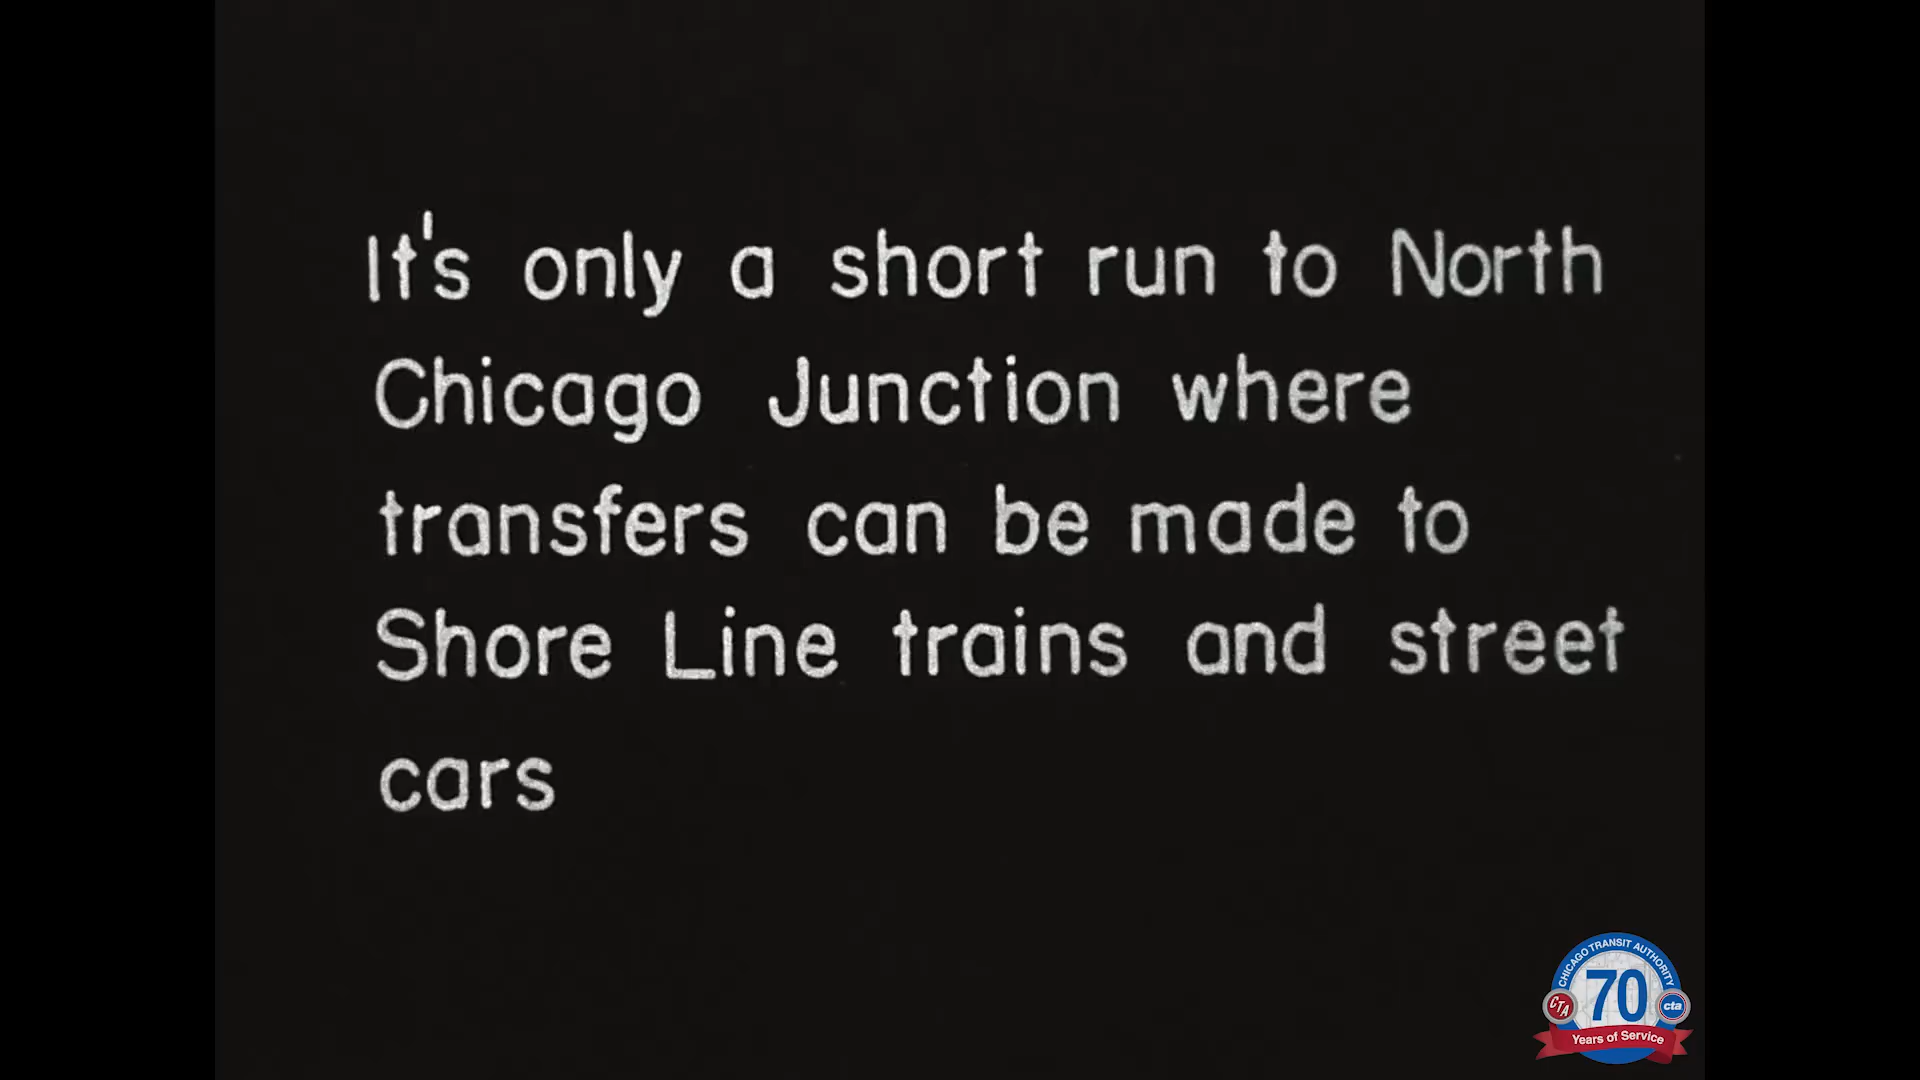 It's only a short run to North
Chicago Junction where
transfers can be made to
Shore Line trains and street
cars
CHICAGO TRANSIT AUTHORITY
CTA
70
cta
Years of Service